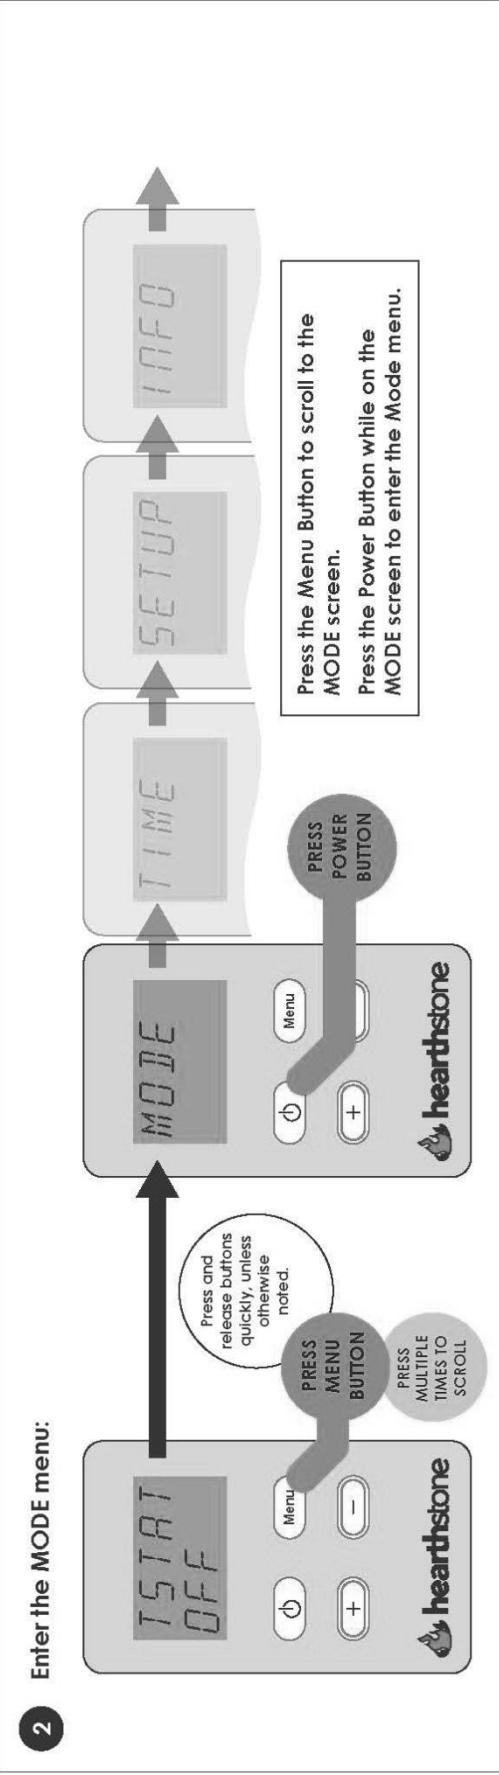 2 Enter the MODE menu:
TSTAT
OFF
Menu
+
−
hearthstone
Press and
release buttons
quickly, unless
otherwise
noted.
PRESS
MENU
BUTTON
PRESS
MULTIPLE
TIMES TO
SCROLL
MODE
Menu
+
hearthstone
PRESS
POWER
BUTTON
TIME
SETUP
INFO
Press the Menu Button to scroll to the
MODE screen.
Press the Power Button while on the
MODE screen to enter the Mode menu.